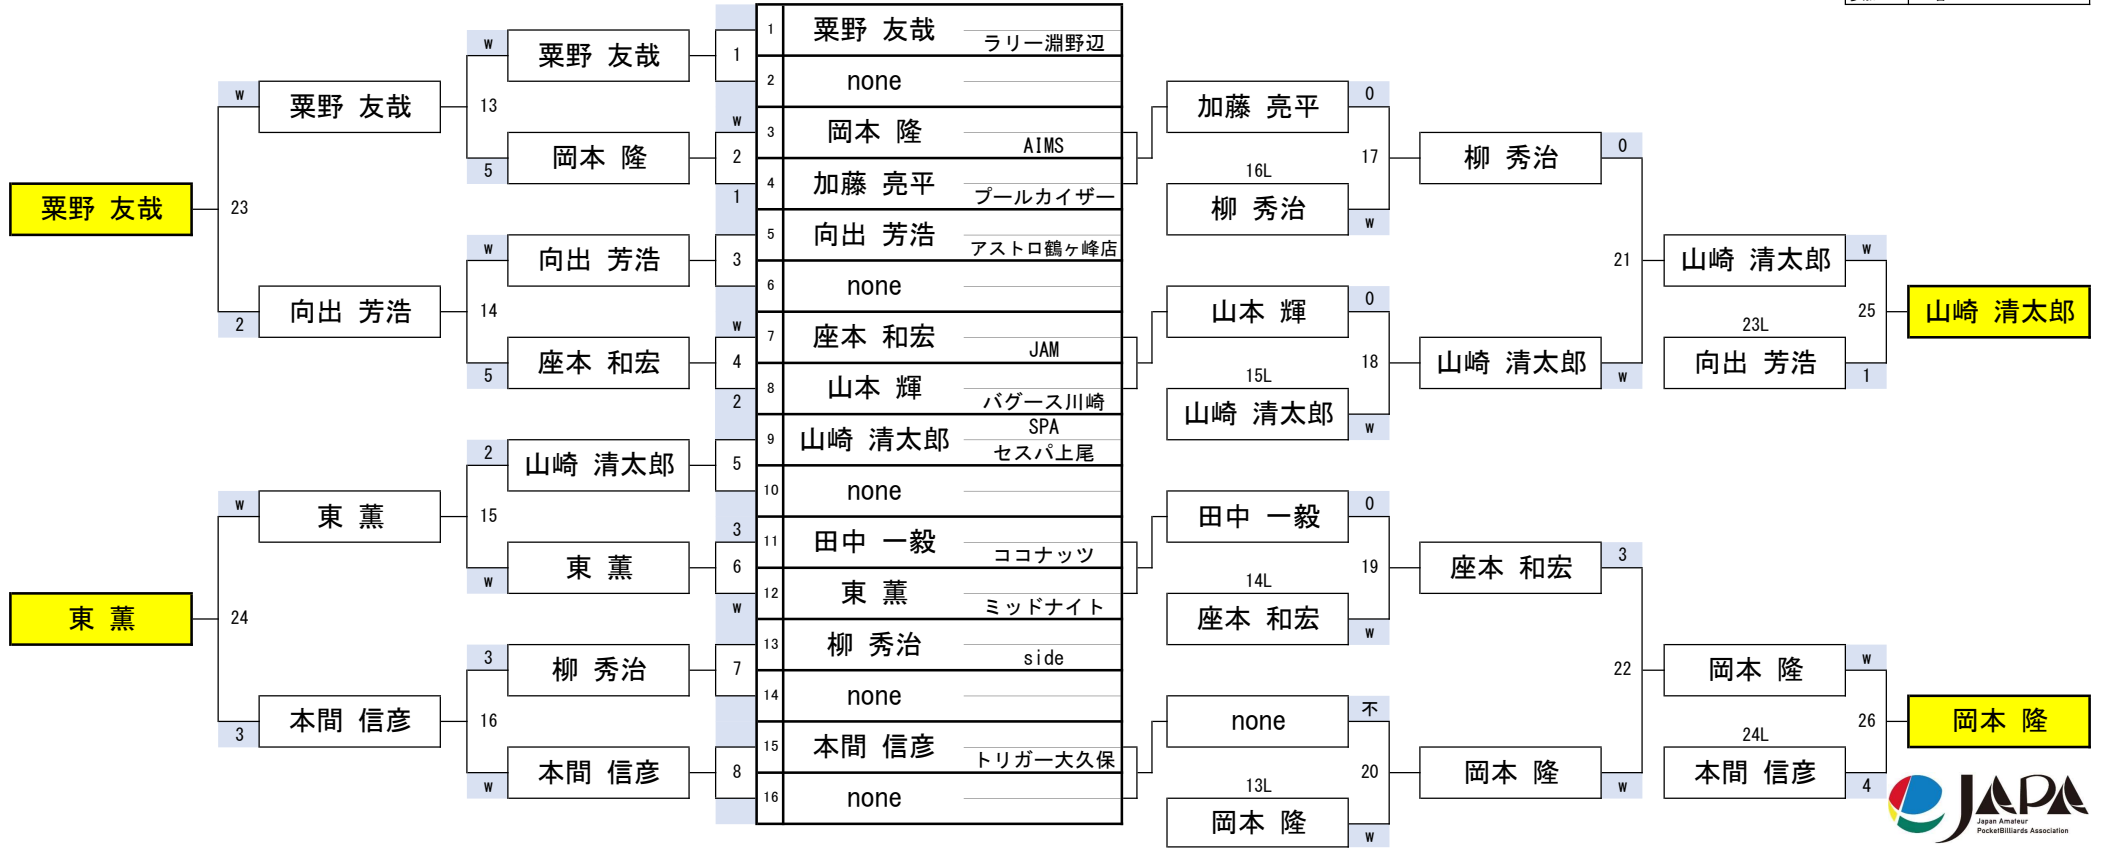 1 粟野 友哉 ラリー淵野辺
2 none
3 岡本 隆 AIMS
4 加藤 亮平 プールカイザー
5 向出 芳浩 アストロ鶴ヶ峰店
6 none
7 座本 和宏 JAM
8 山本 輝 バグース川崎
9 山崎 清太郎 SPA
セスパ上尾
10 none
11 田中 一毅 ココナッツ
12 東 薫 ミッドナイト
13 柳 秀治 side
14 none
15 本間 信彦 トリガー大久保
16 none
1
W
2
1
3
W
4
2
5
3
6
W
7
8
W
粟野 友哉
13
5
岡本 隆
W
向出 芳浩
14
5
座本 和宏
2
山崎 清太郎
15
W
東 薫
3
柳 秀治
16
W
本間 信彦
W
粟野 友哉
23
2
向出 芳浩
W
東 薫
24
3
本間 信彦
粟野 友哉
東 薫
加藤 亮平
0
17
16L
柳 秀治
W
山本 輝
0
18
15L
山崎 清太郎
W
田中 一毅
0
19
14L
座本 和宏
W
none
不
20
13L
岡本 隆
W
柳 秀治
0
21
山崎 清太郎
W
座本 和宏
3
22
岡本 隆
W
山崎 清太郎
W
25
23L
向出 芳浩
1
岡本 隆
W
26
24L
本間 信彦
4
山崎 清太郎
岡本 隆
JAPA
Japan Amateur
PocketBilliards Association